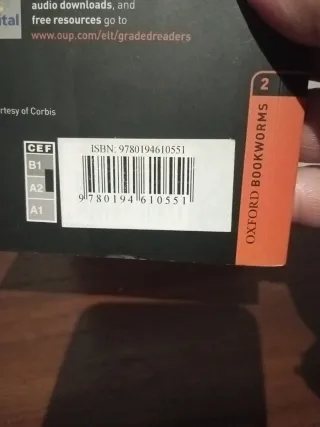 ital
audio downloads, and
free resources go to
www.oup.com/elt/gradedreaders
rtesy of Corbis
CEF
B1
A2
A1
ISBN: 9780194610551
9 780194 610551
2
OXFORD BOOKWORMS